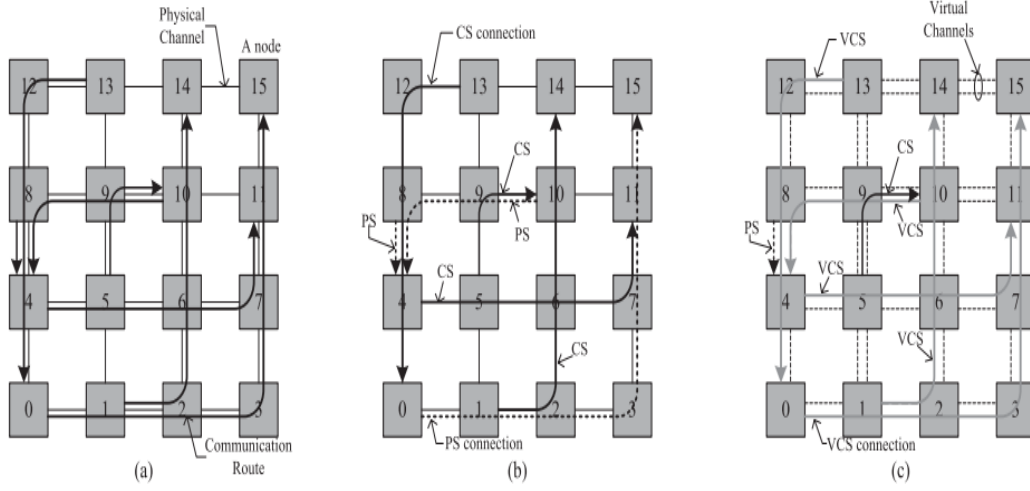 Physical
Channel
A node
12 13 14 15
8 9 10 11
4 5 6 7
0 1 2 3
Communication
Route
(a)
CS connection
12 13 14 15
CS
8 9 10 11
PS
PS
4 5 6 7
CS
CS
0 1 2 3
PS connection
(b)
VCS
Virtual
Channels
12 13 14 15
CS
8 9 10 11
VCS
PS
4 5 6 7
VCS
VCS
0 1 2 3
VCS connection
(c)